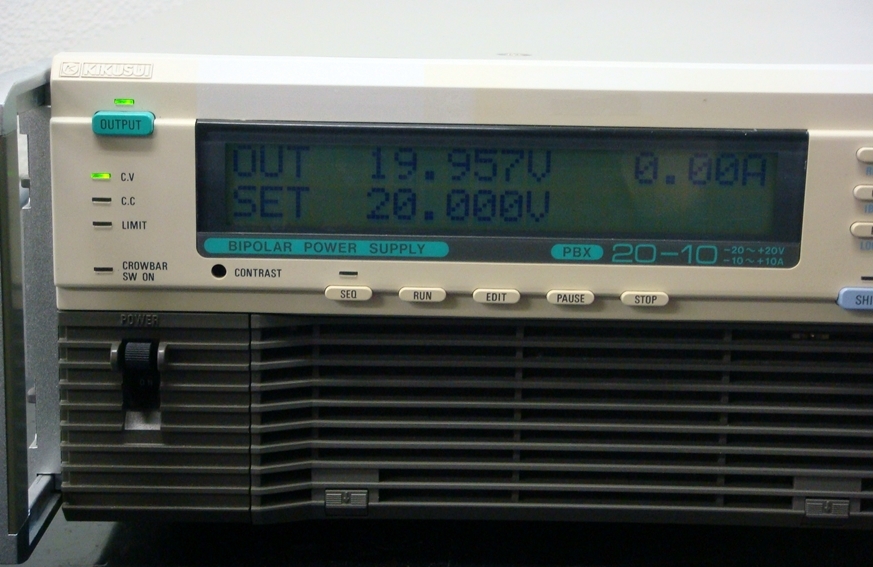 KIKUSUI
OUTPUT
OUT 19.957V 0.00A
C.V
SET 20.000V
C.C
LIMIT
BIPOLAR POWER SUPPLY PBX 20-10 -20~+20V
-10~+10A
CROWBAR
SW ON
CONTRAST
SEQ RUN EDIT PAUSE STOP
POWER